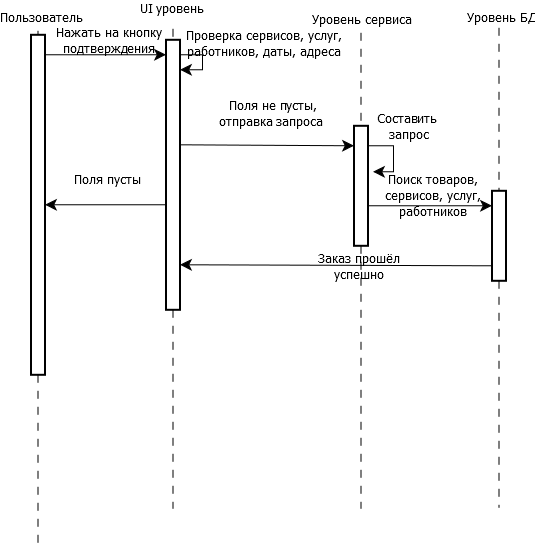 Пользователь
UI уровень
Уровень сервиса
Уровень БД
Нажать на кнопку
подтверждения
Проверка сервисов, услуг,
работников, даты, адреса
Поля не пусты,
отправка запроса
Составить
запрос
Поля пусты
Поиск товаров,
сервисов, услуг,
работников
Заказ прошёл
успешно